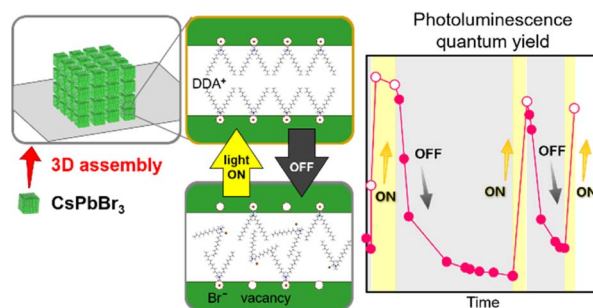 3D assembly
CsPbBr₃
DDA⁺
light
ON
OFF
Br⁻ vacancy
Photoluminescence
quantum yield
ON
OFF
ON
OFF
ON
Time